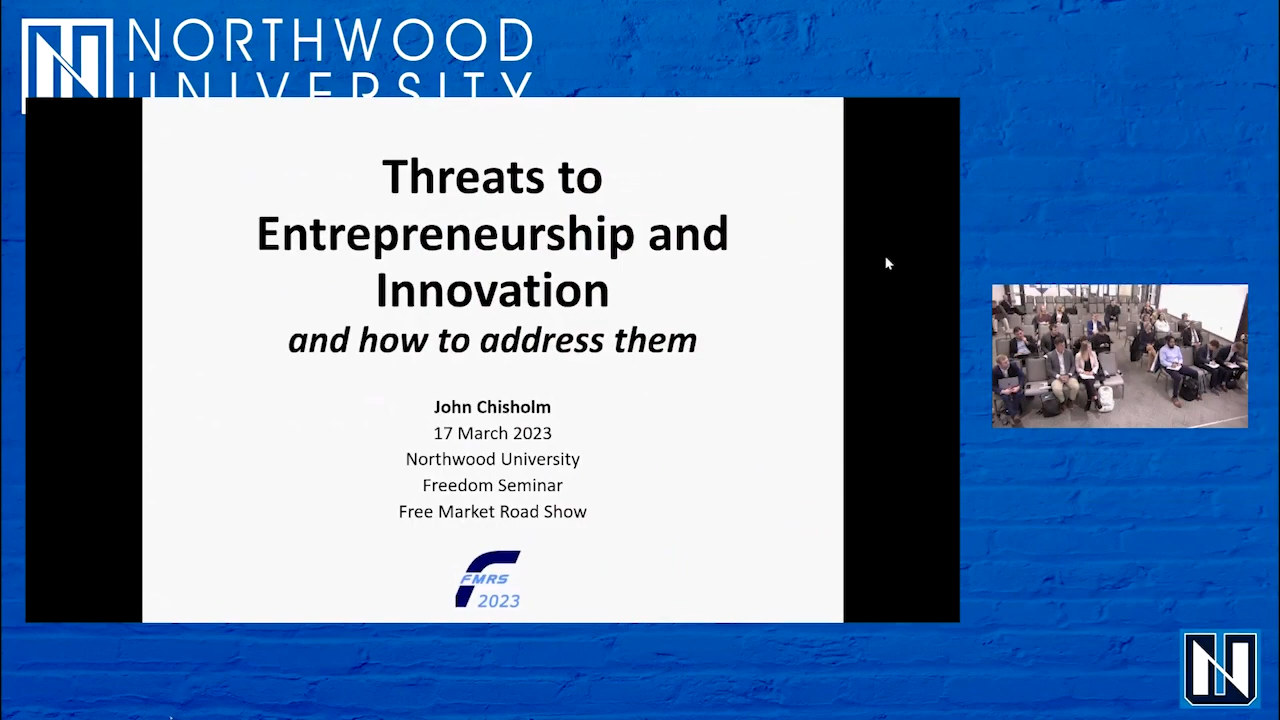 NORTHWOOD
UNIVERSITY
Threats to
Entrepreneurship and
Innovation
and how to address them
John Chisholm
17 March 2023
Northwood University
Freedom Seminar
Free Market Road Show
FMRS
2023